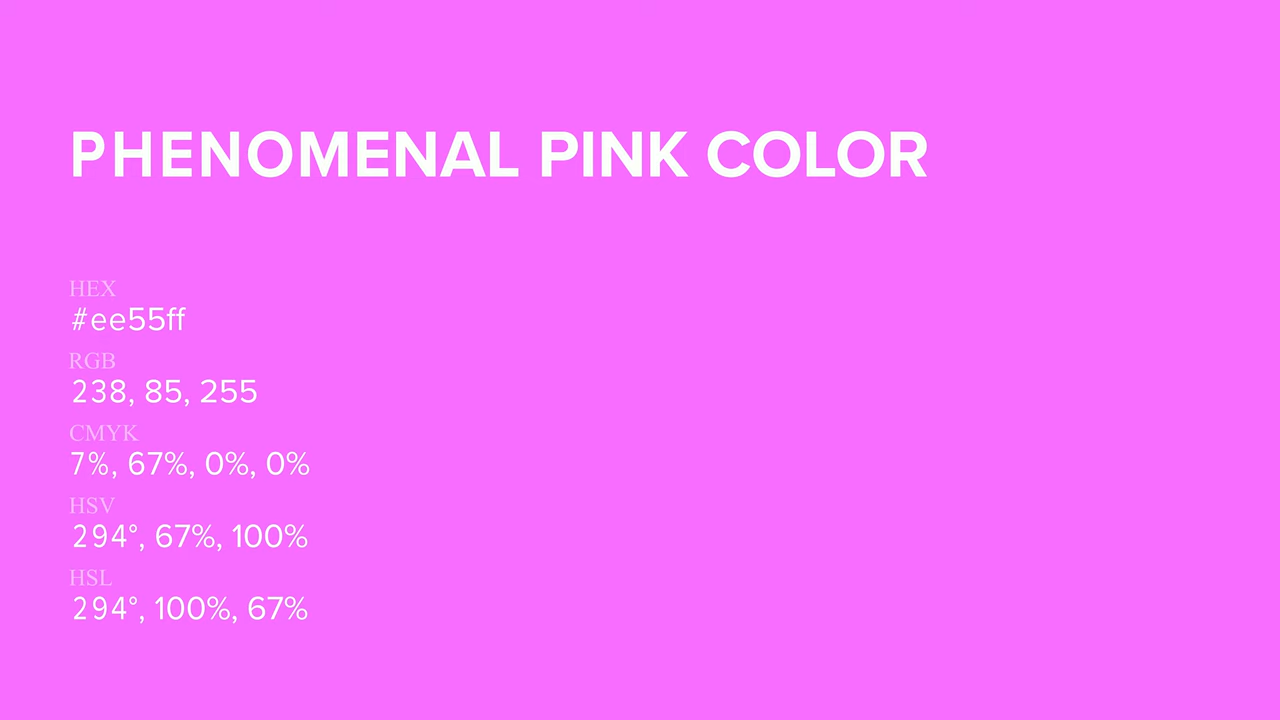 PHENOMENAL PINK COLOR
HEX
#ee55ff
RGB
238, 85, 255
CMYK
7%, 67%, 0%, 0%
HSV
294°, 67%, 100%
HSL
294°, 100%, 67%